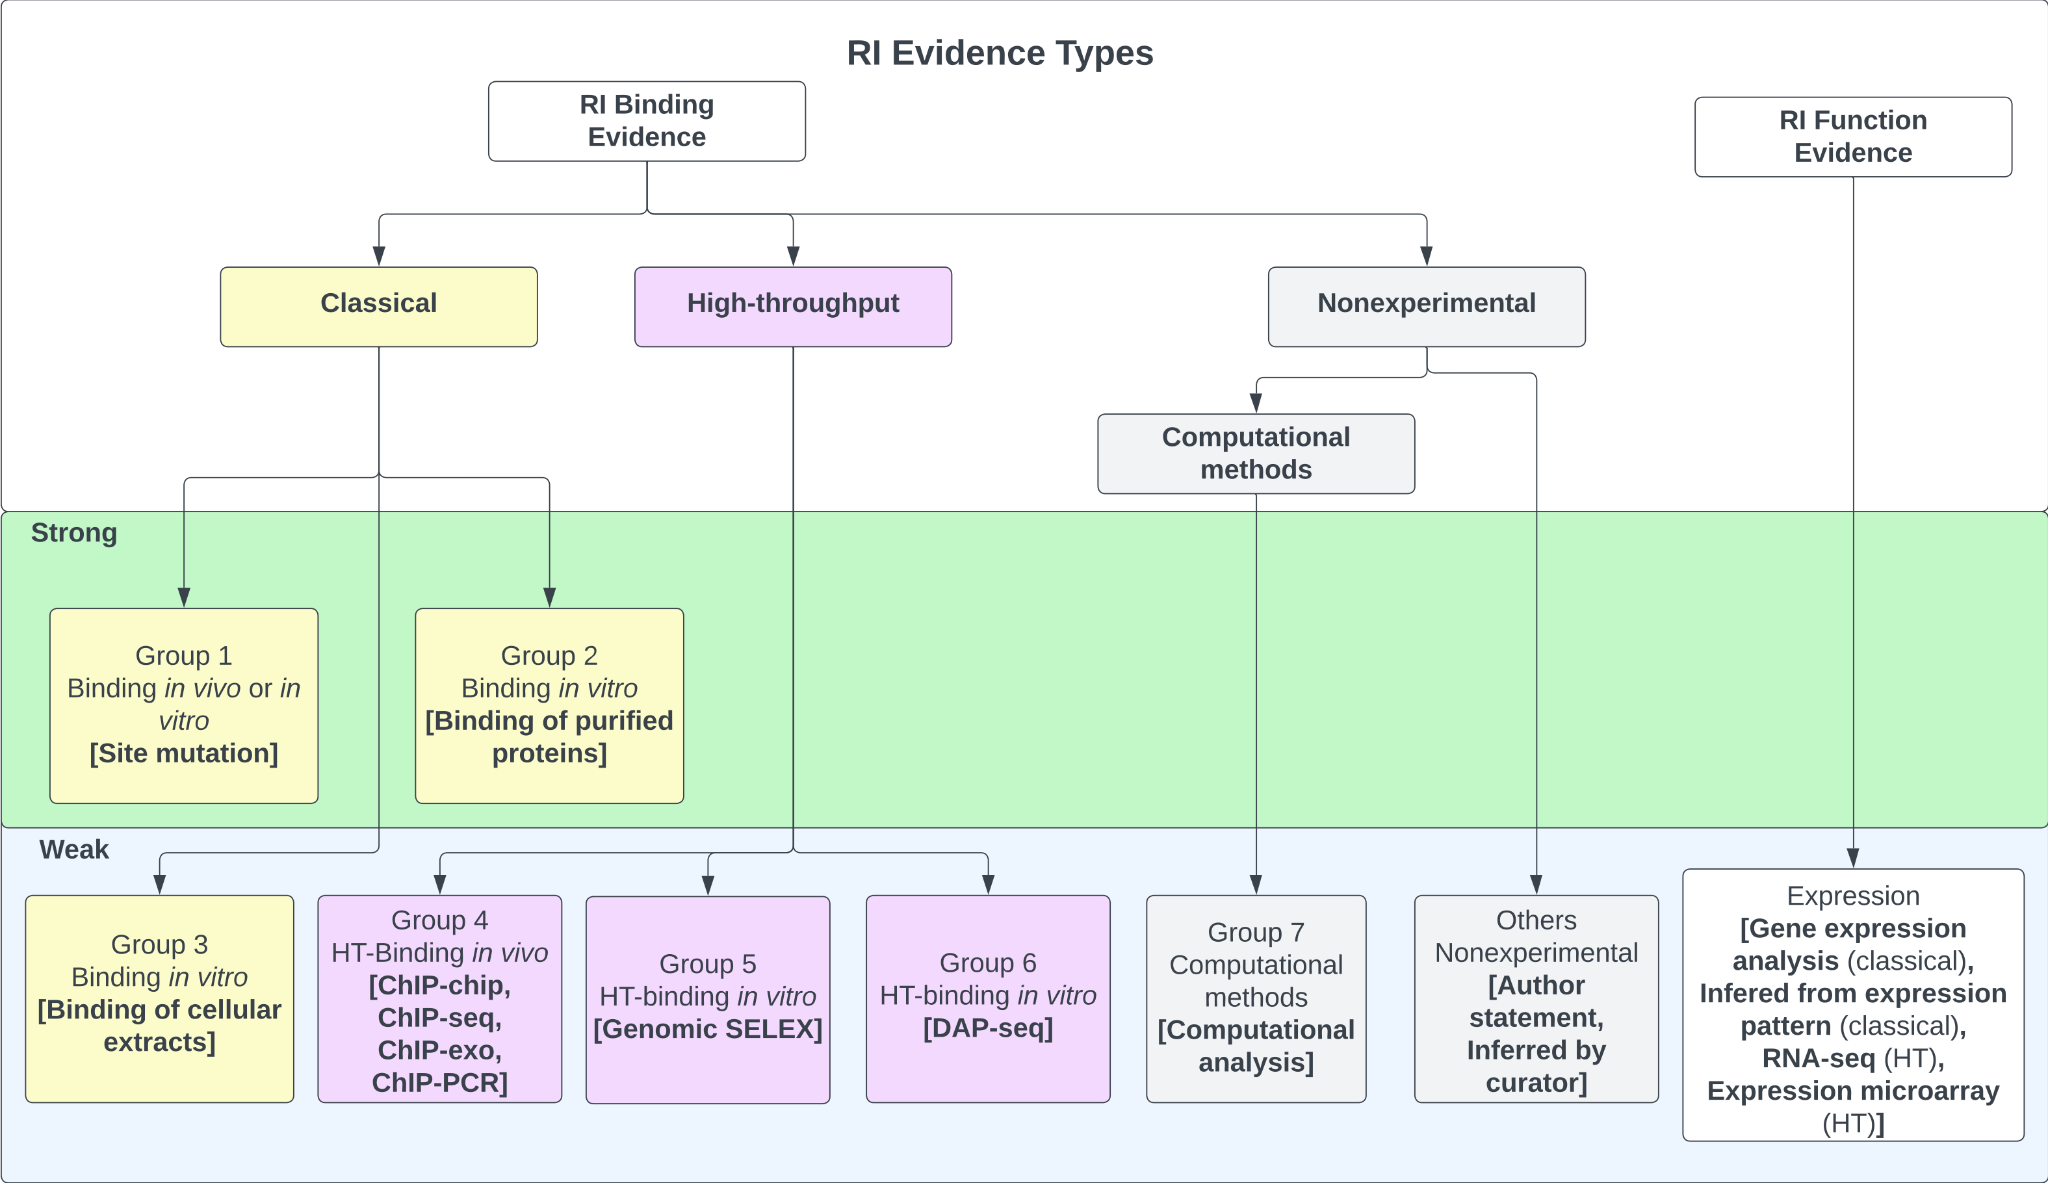 RI Evidence Types
RI Binding
Evidence
RI Function
Evidence
Classical
High-throughput
Nonexperimental
Computational
methods
Strong
Group 1
Binding in vivo or in
vitro
[Site mutation]
Group 2
Binding in vitro
[Binding of purified
proteins]
Weak
Group 3
Binding in vitro
[Binding of cellular
extracts]
Group 4
HT-Binding in vivo
[ChIP-chip,
ChIP-seq,
ChIP-exo,
ChIP-PCR]
Group 5
HT-binding in vitro
[Genomic SELEX]
Group 6
HT-binding in vitro
[DAP-seq]
Group 7
Computational
methods
[Computational
analysis]
Others
Nonexperimental
[Author
statement,
Inferred by
curator]
Expression
[Gene expression
analysis (classical),
Infered from expression
pattern (classical),
RNA-seq (HT),
Expression microarray
(HT)]